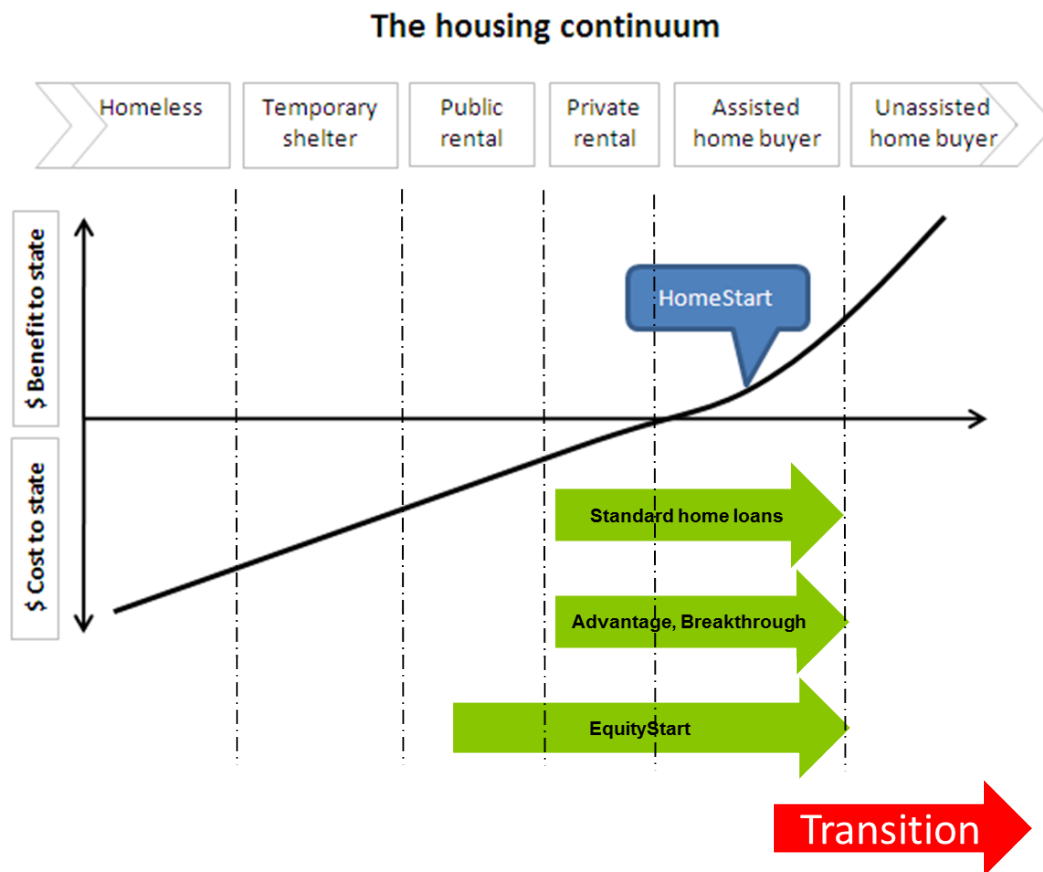 The housing continuum
Homeless
Temporary
shelter
Public
rental
Private
rental
Assisted
home buyer
Unassisted
home buyer
$ Benefit to state
$ Cost to state
HomeStart
Standard home loans
Advantage, Breakthrough
EquityStart
Transition